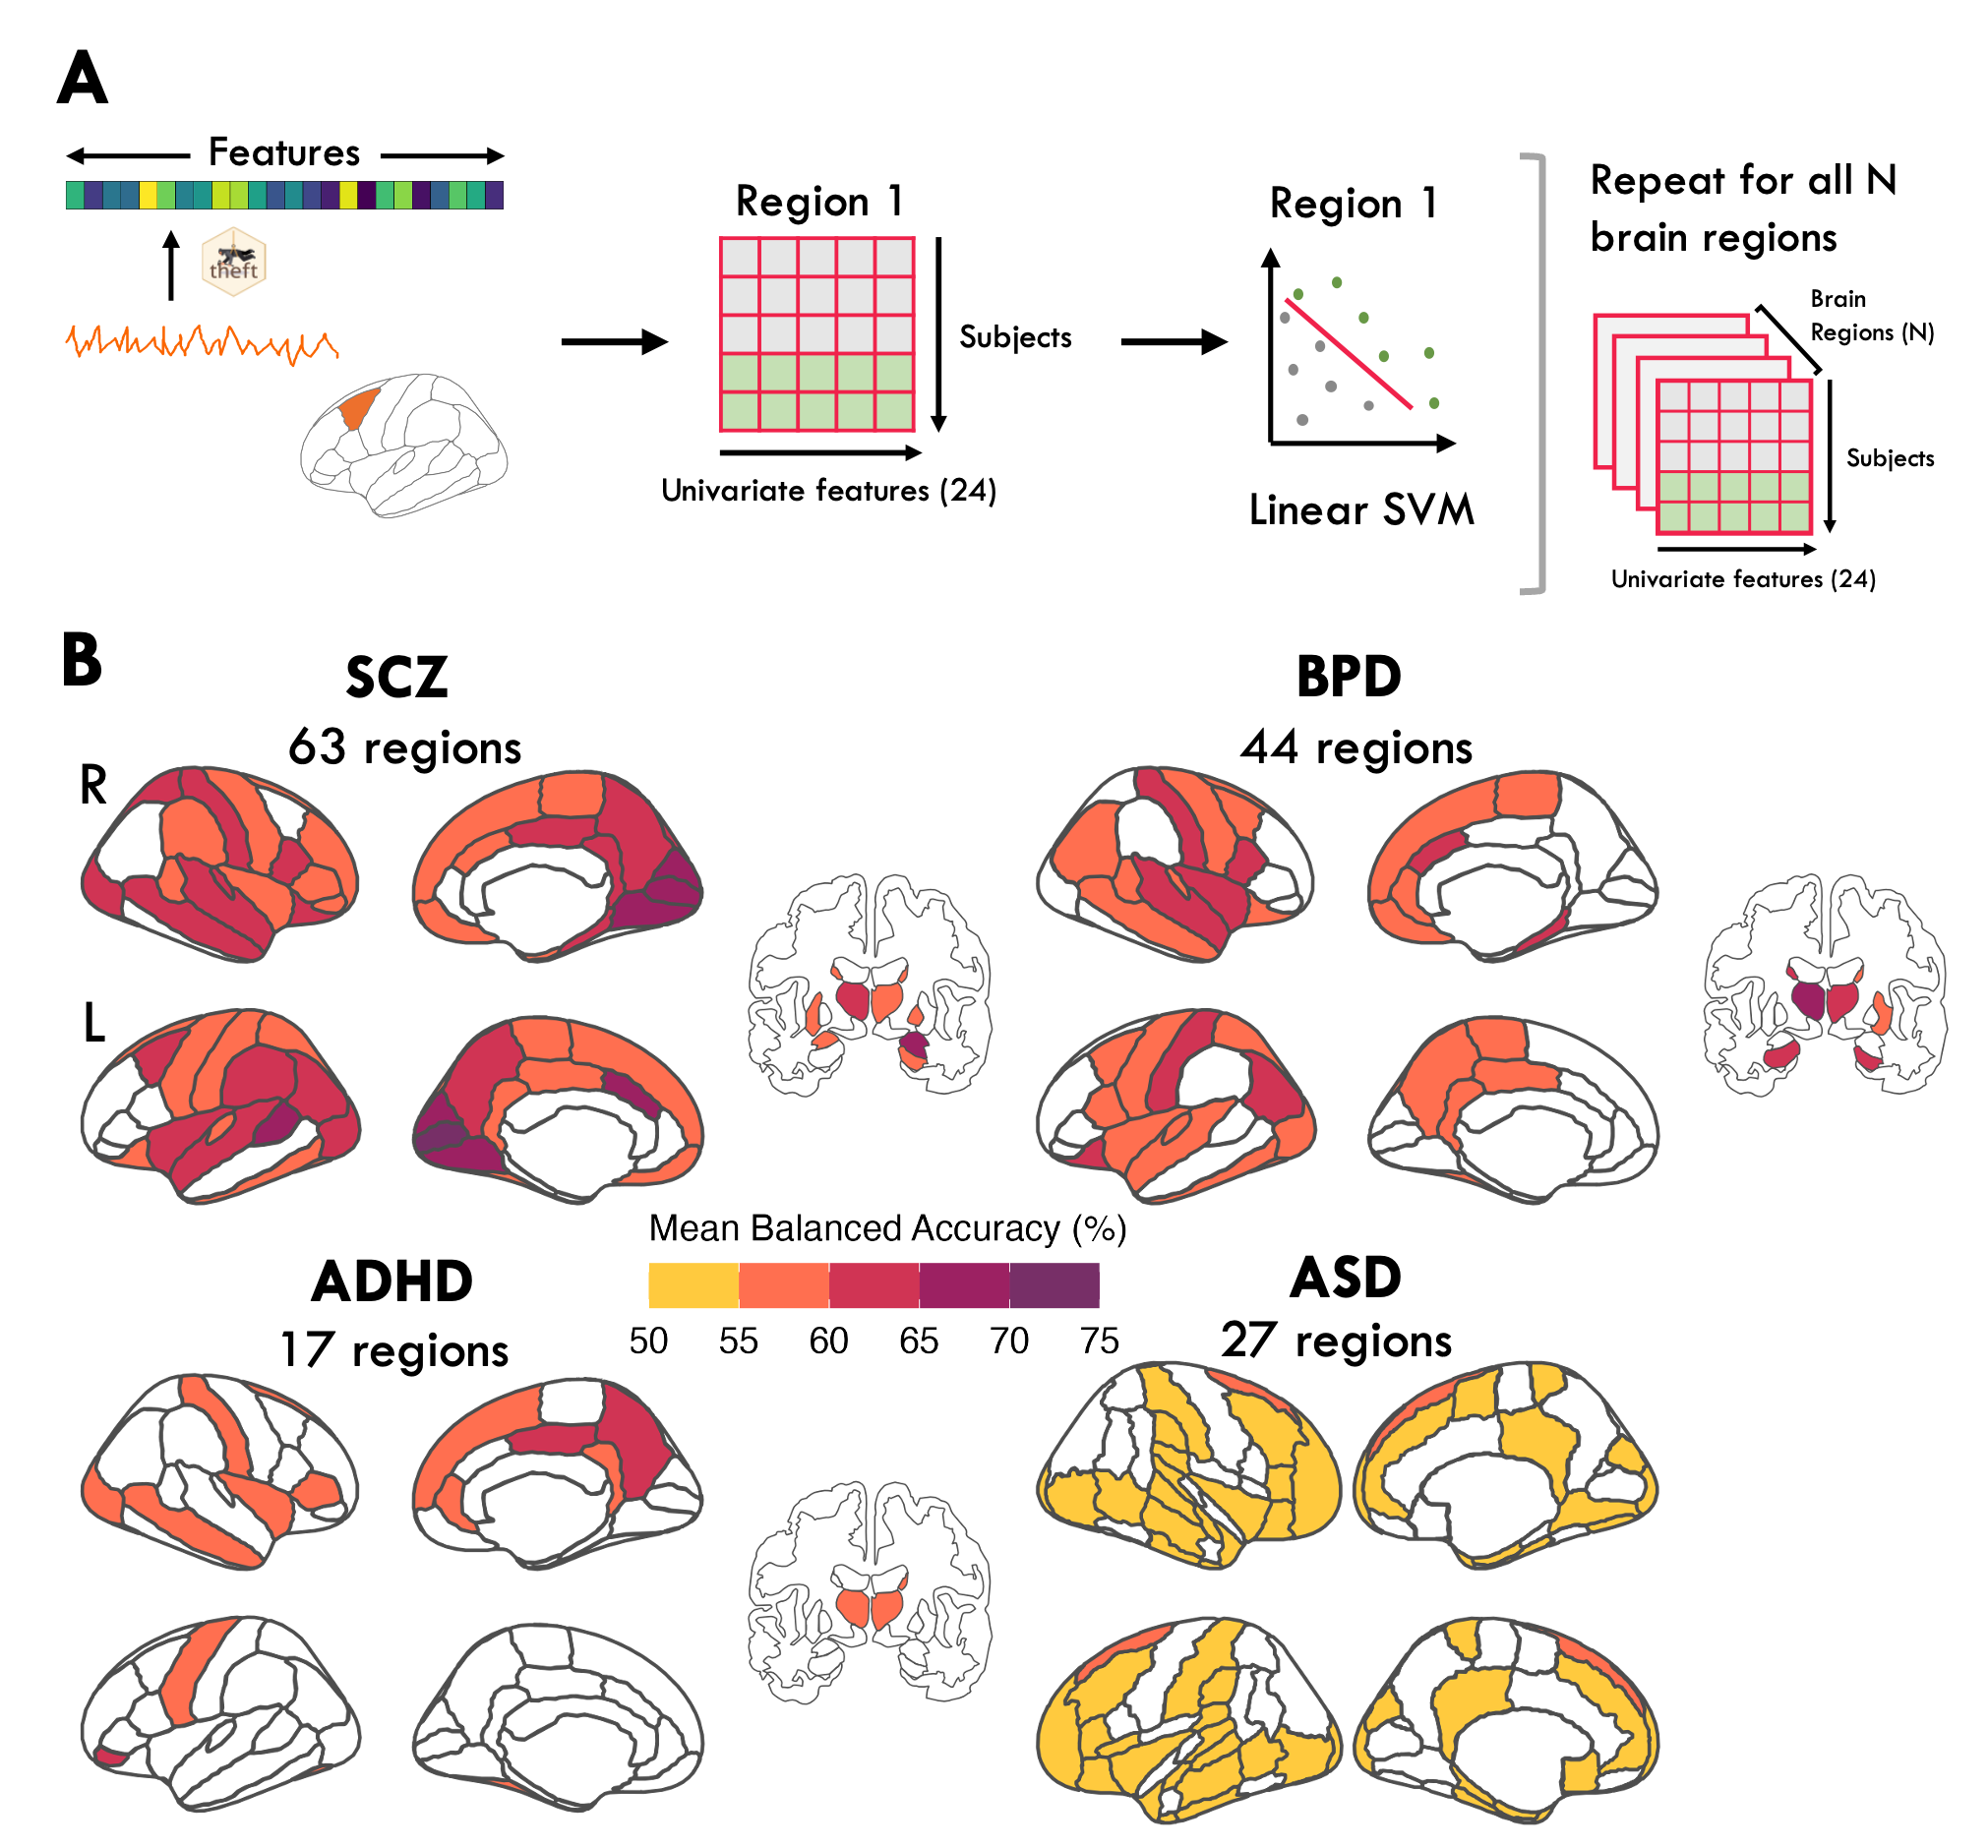 A
Features
theft
Region 1
Subjects
Univariate features (24)
Region 1
Linear SVM
Repeat for all N
brain regions
Brain
Regions (N)
Subjects
Univariate features (24)
B
SCZ
63 regions
R
L
BPD
44 regions
Mean Balanced Accuracy (%)
50 55 60 65 70 75
ADHD
17 regions
ASD
27 regions